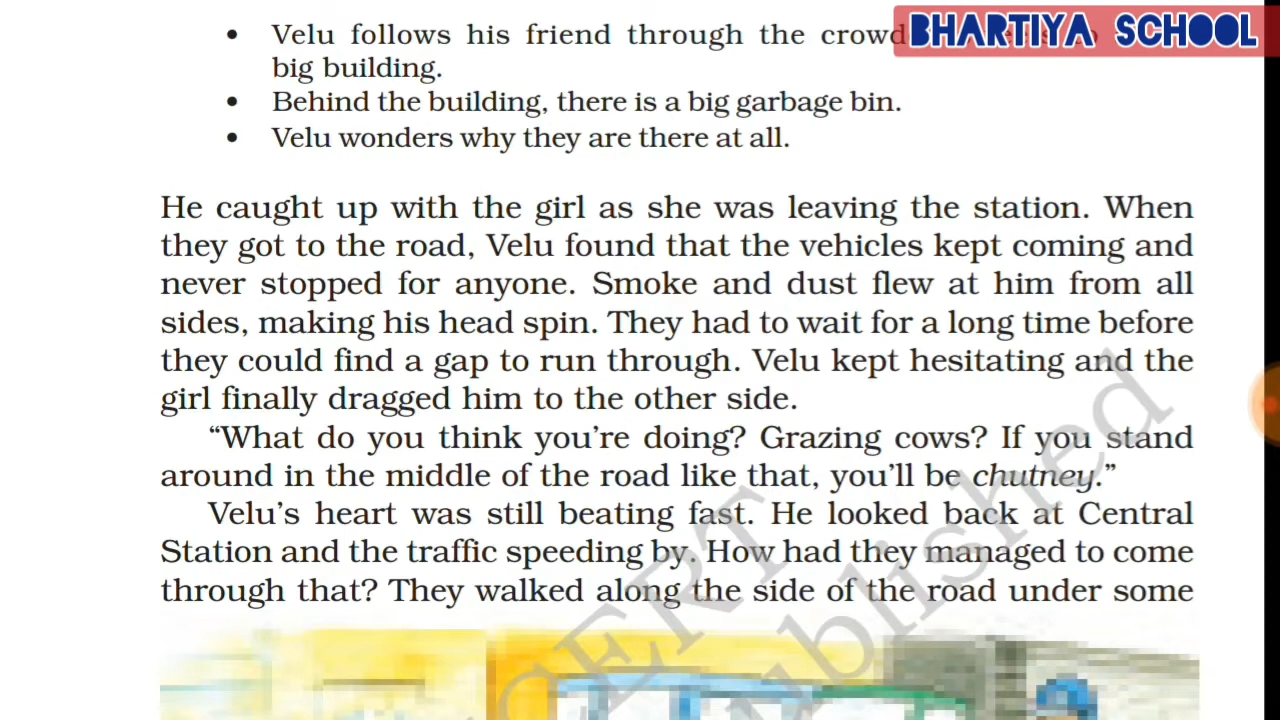 BHARTIYA SCHOOL
• Velu follows his friend through the crowd
big building.
• Behind the building, there is a big garbage bin.
• Velu wonders why they are there at all.
He caught up with the girl as she was leaving the station. When
they got to the road, Velu found that the vehicles kept coming and
never stopped for anyone. Smoke and dust flew at him from all
sides, making his head spin. They had to wait for a long time before
they could find a gap to run through. Velu kept hesitating and the
girl finally dragged him to the other side.
“What do you think you’re doing? Grazing cows? If you stand
around in the middle of the road like that, you’ll be chutney.”
Velu’s heart was still beating fast. He looked back at Central
Station and the traffic speeding by. How had they managed to come
through that? They walked along the side of the road under some